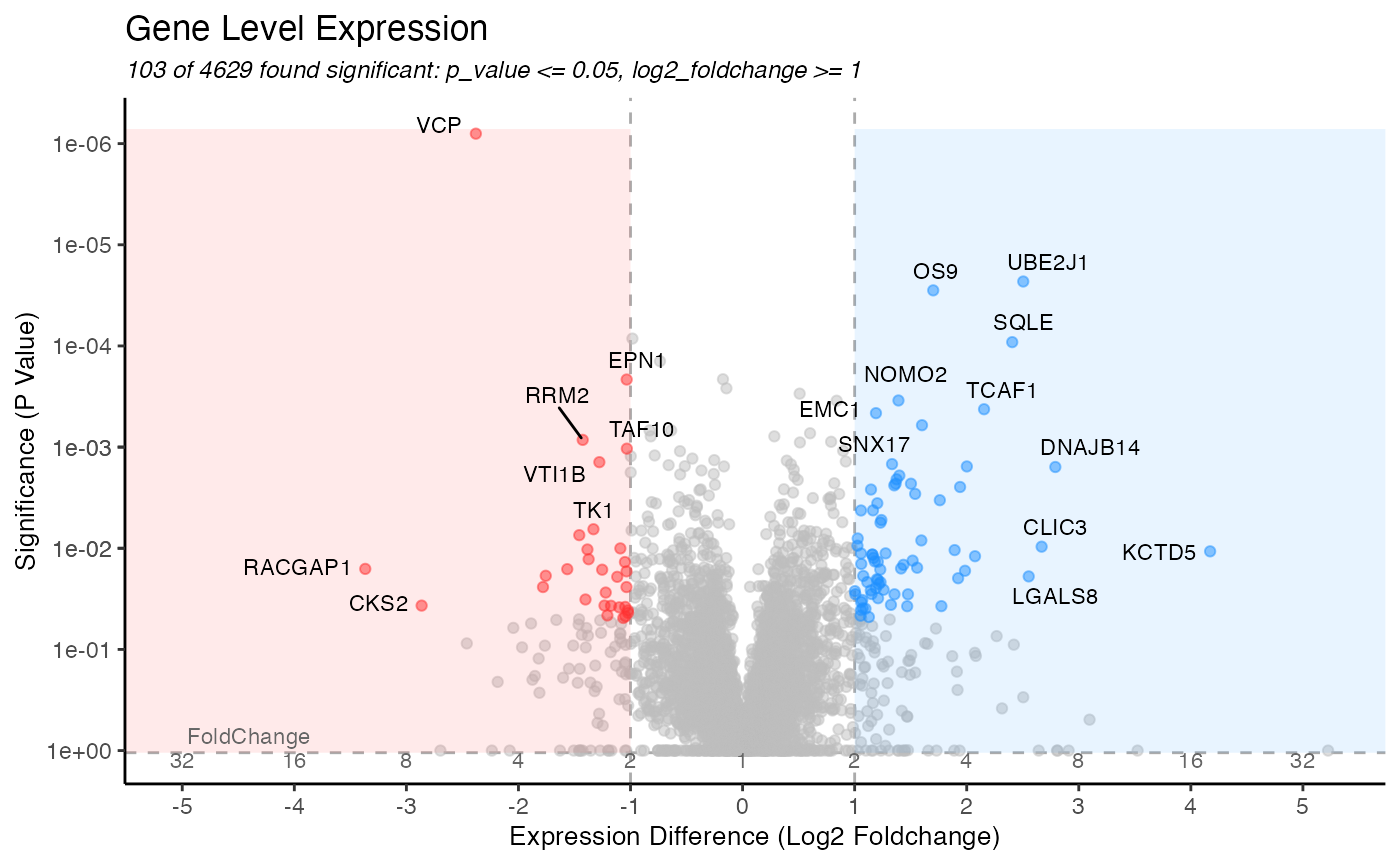 Gene Level Expression
103 of 4629 found significant: p_value <= 0.05, log2_foldchange >= 1
VCP
1e-06
1e-05
UBE2J1
OS9
SQLE
1e-04
EPN1
NOMO2
TCAF1
RRM2
EMC1
TAF10
SNX17
1e-03
DNAJB14
VTI1B
TK1
CLIC3
1e-02
KCTD5
RACGAP1
LGALS8
CKS2
1e-01
FoldChange
1e+00
32 16 8 4 2 1 2 4 8 16 32
-5 -4 -3 -2 -1 0 1 2 3 4 5
Expression Difference (Log2 Foldchange)
Significance (P Value)